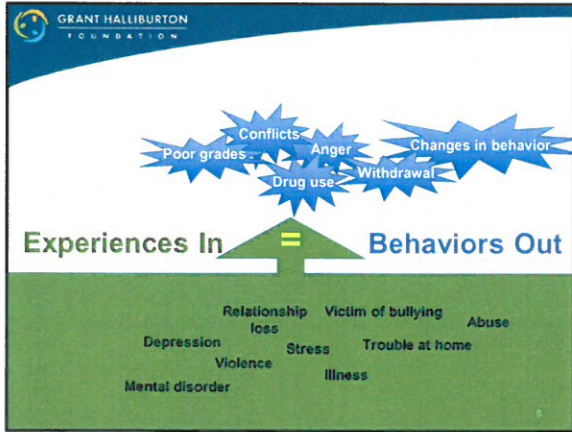 GRANT HALLIBURTON
FOUNDATION
Conflicts
Poor grades
Anger
Changes in behavior
Drug use
Withdrawal
Experiences In
=
Behaviors Out
Relationship
loss
Victim of bullying
Abuse
Depression
Stress
Trouble at home
Violence
Illness
Mental disorder